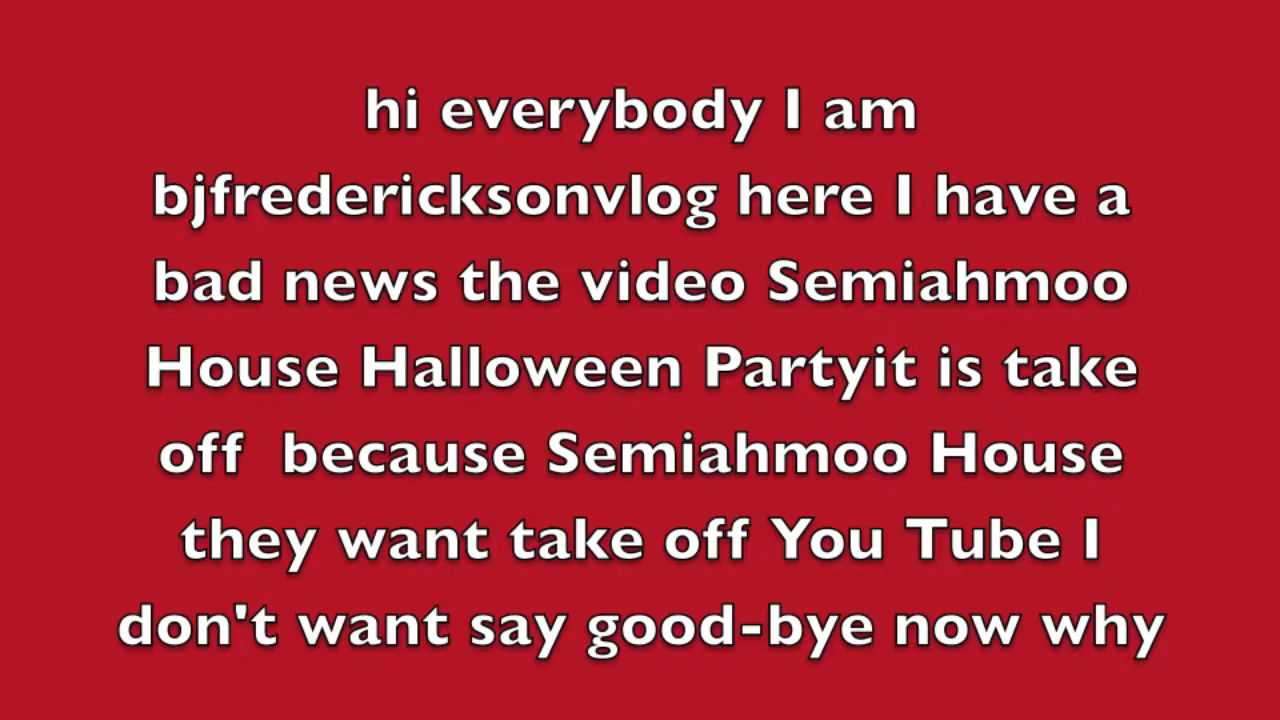 hi everybody I am
bjfredericksonvlog here I have a
bad news the video Semiahmoo
House Halloween Partyit is take
off  because Semiahmoo House
they want take off You Tube I
don't want say good-bye now why